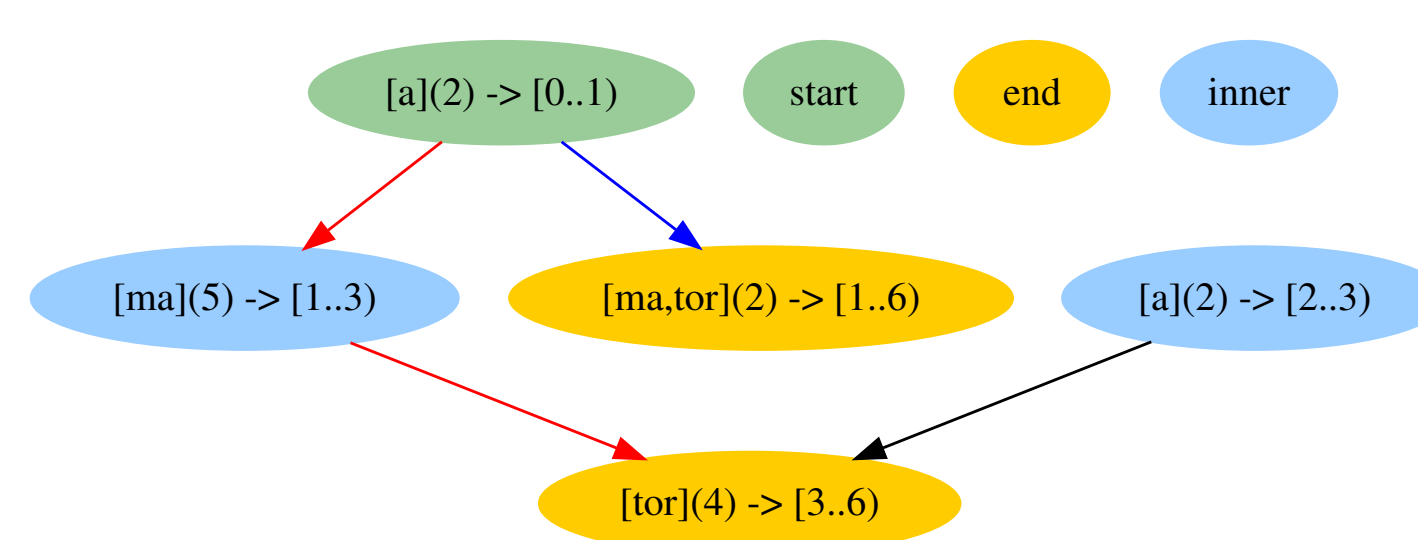 [a](2) -> [0..1)
start
end
inner
[ma](5) -> [1..3)
[ma,tor](2) -> [1..6)
[a](2) -> [2..3)
[tor](4) -> [3..6)